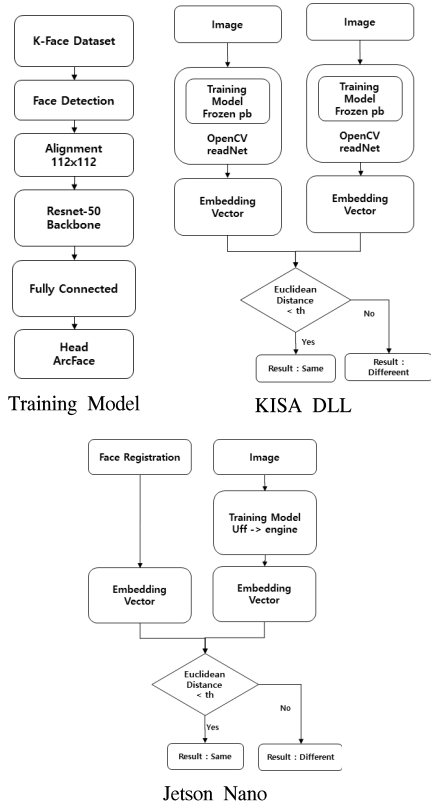 K-Face Dataset
Face Detection
Alignment
112x112
Resnet-50
Backbone
Fully Connected
Head
ArcFace
Training Model
Image
Training
Model
Frozen pb
OpenCV
readNet
Embedding
Vector
Image
Training
Model
Frozen pb
OpenCV
readNet
Embedding
Vector
Euclidean
Distance
< th
No
Yes
Result : Same
Result :
Differeent
KISA DLL
Face Registration
Embedding
Vector
Image
Training Model
Uff -> engine
Embedding
Vector
Euclidean
Distance
< th
No
Yes
Result : Same
Result : Different
Jetson Nano